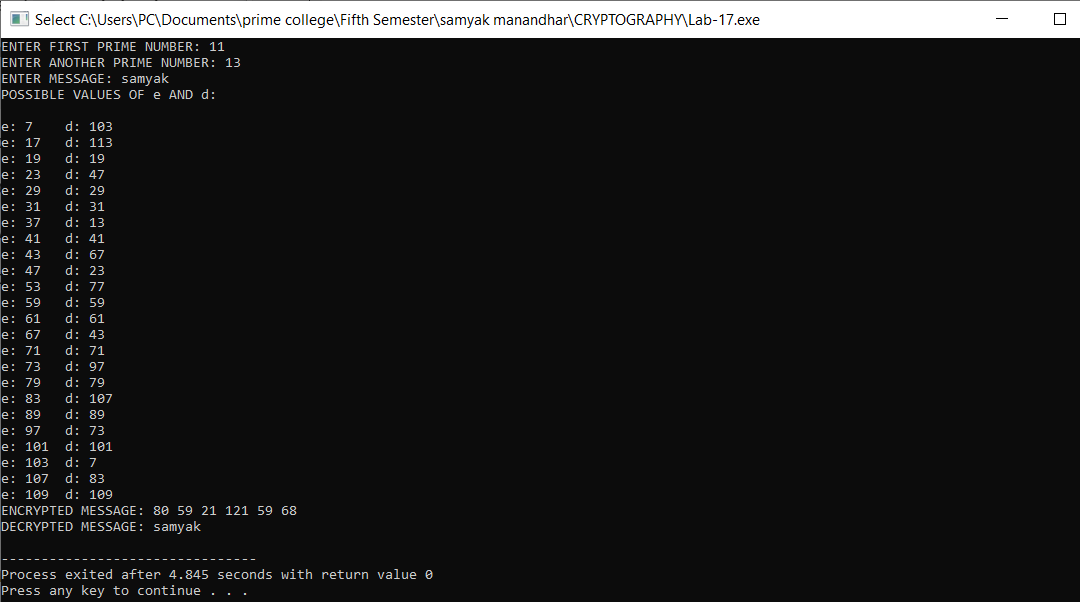 Select C:\Users\PC\Documents\prime college\Fifth Semester\samyak manandhar\CRYPTOGRAPHY\Lab-17.exe
ENTER FIRST PRIME NUMBER: 11
ENTER ANOTHER PRIME NUMBER: 13
ENTER MESSAGE: samyak
POSSIBLE VALUES OF e AND d:

e: 7    d: 103
e: 17   d: 113
e: 19   d: 19
e: 23   d: 47
e: 29   d: 29
e: 31   d: 31
e: 37   d: 13
e: 41   d: 41
e: 43   d: 67
e: 47   d: 23
e: 53   d: 77
e: 59   d: 59
e: 61   d: 61
e: 67   d: 43
e: 71   d: 71
e: 73   d: 97
e: 79   d: 79
e: 83   d: 107
e: 89   d: 89
e: 97   d: 73
e: 101  d: 101
e: 103  d: 7
e: 107  d: 83
e: 109  d: 109
ENCRYPTED MESSAGE: 80 59 21 121 59 68
DECRYPTED MESSAGE: samyak

--------------------------------
Process exited after 4.845 seconds with return value 0
Press any key to continue . . .